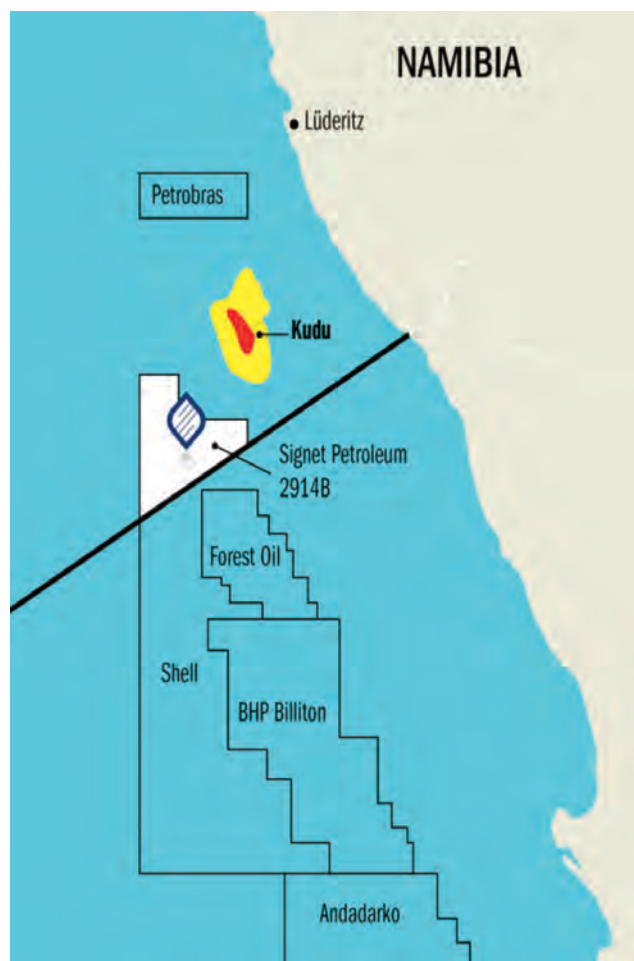 NAMIBIA
Lüderitz
Petrobras
Kudu
Signet Petroleum
2914B
Forest Oil
Shell
BHP Billiton
Andadarko